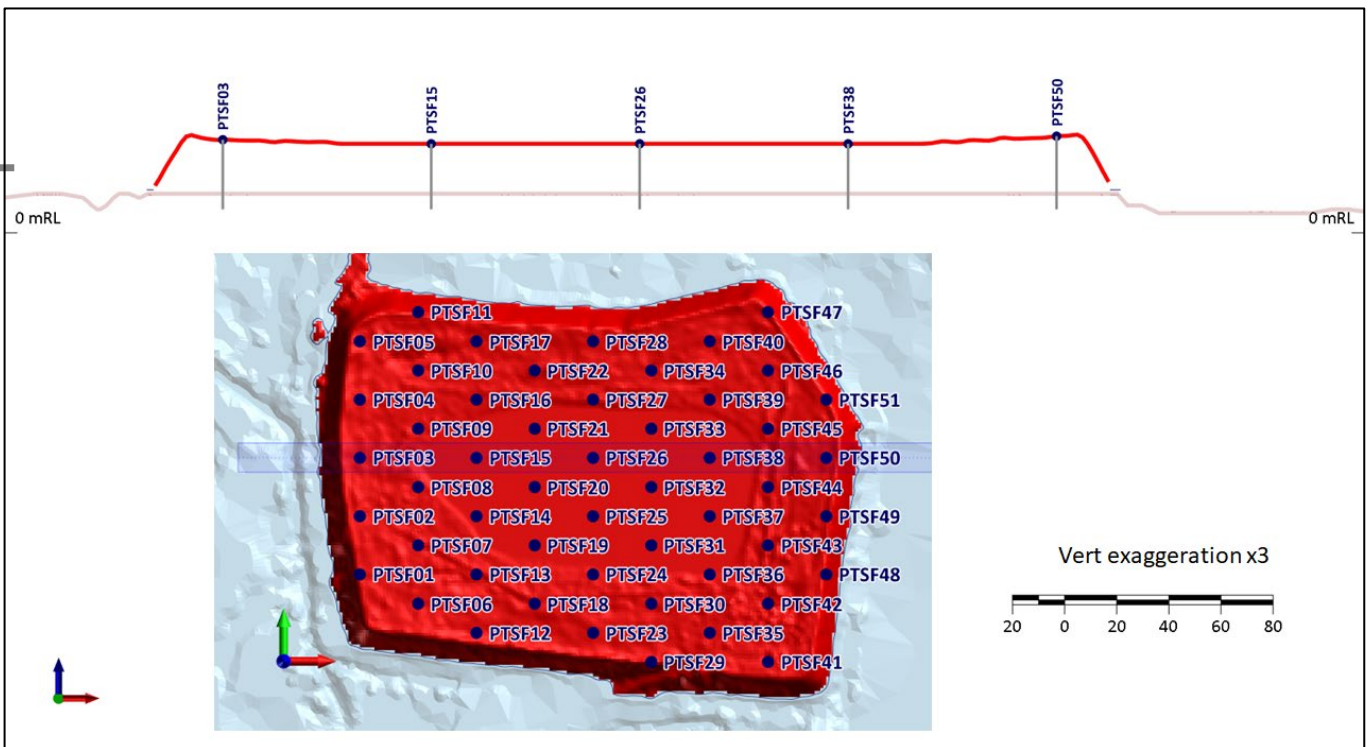 PTSF03
PTSF15
PTSF26
PTSF38
PTSF50
0 mRL
0 mRL
PTSF11
PTSF47
PTSF05
PTSF17
PTSF28
PTSF40
PTSF10
PTSF22
PTSF34
PTSF46
PTSF04
PTSF16
PTSF27
PTSF39
PTSF51
PTSF09
PTSF21
PTSF33
PTSF45
PTSF03
PTSF15
PTSF26
PTSF38
PTSF50
PTSF08
PTSF20
PTSF32
PTSF44
PTSF02
PTSF14
PTSF25
PTSF37
PTSF49
PTSF07
PTSF19
PTSF31
PTSF43
PTSF01
PTSF13
PTSF24
PTSF36
PTSF48
PTSF06
PTSF18
PTSF30
PTSF42
PTSF12
PTSF23
PTSF35
PTSF29
PTSF41
Vert exaggeration x3
20 0 20 40 60 80